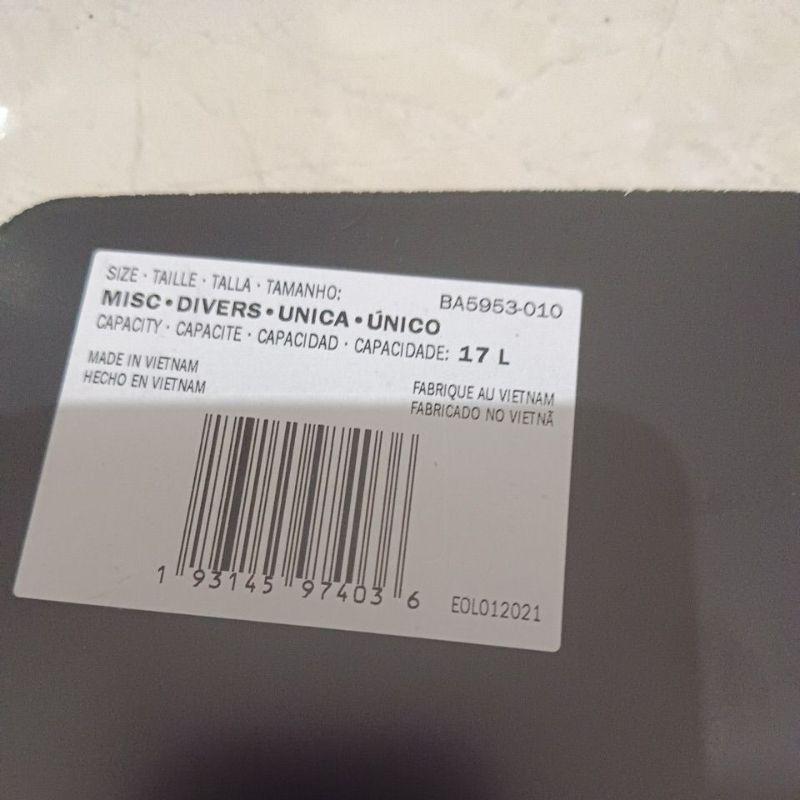 SIZE · TAILLE · TALLA · TAMANHO:
BA5953-010
MISC • DIVERS • UNICA • ÚNICO
CAPACITY · CAPACITE · CAPACIDAD · CAPACIDADE: 17 L
MADE IN VIETNAM
HECHO EN VIETNAM
FABRIQUE AU VIETNAM
FABRICADO NO VIETNÃ
1 93145 97403 6
EOL012021